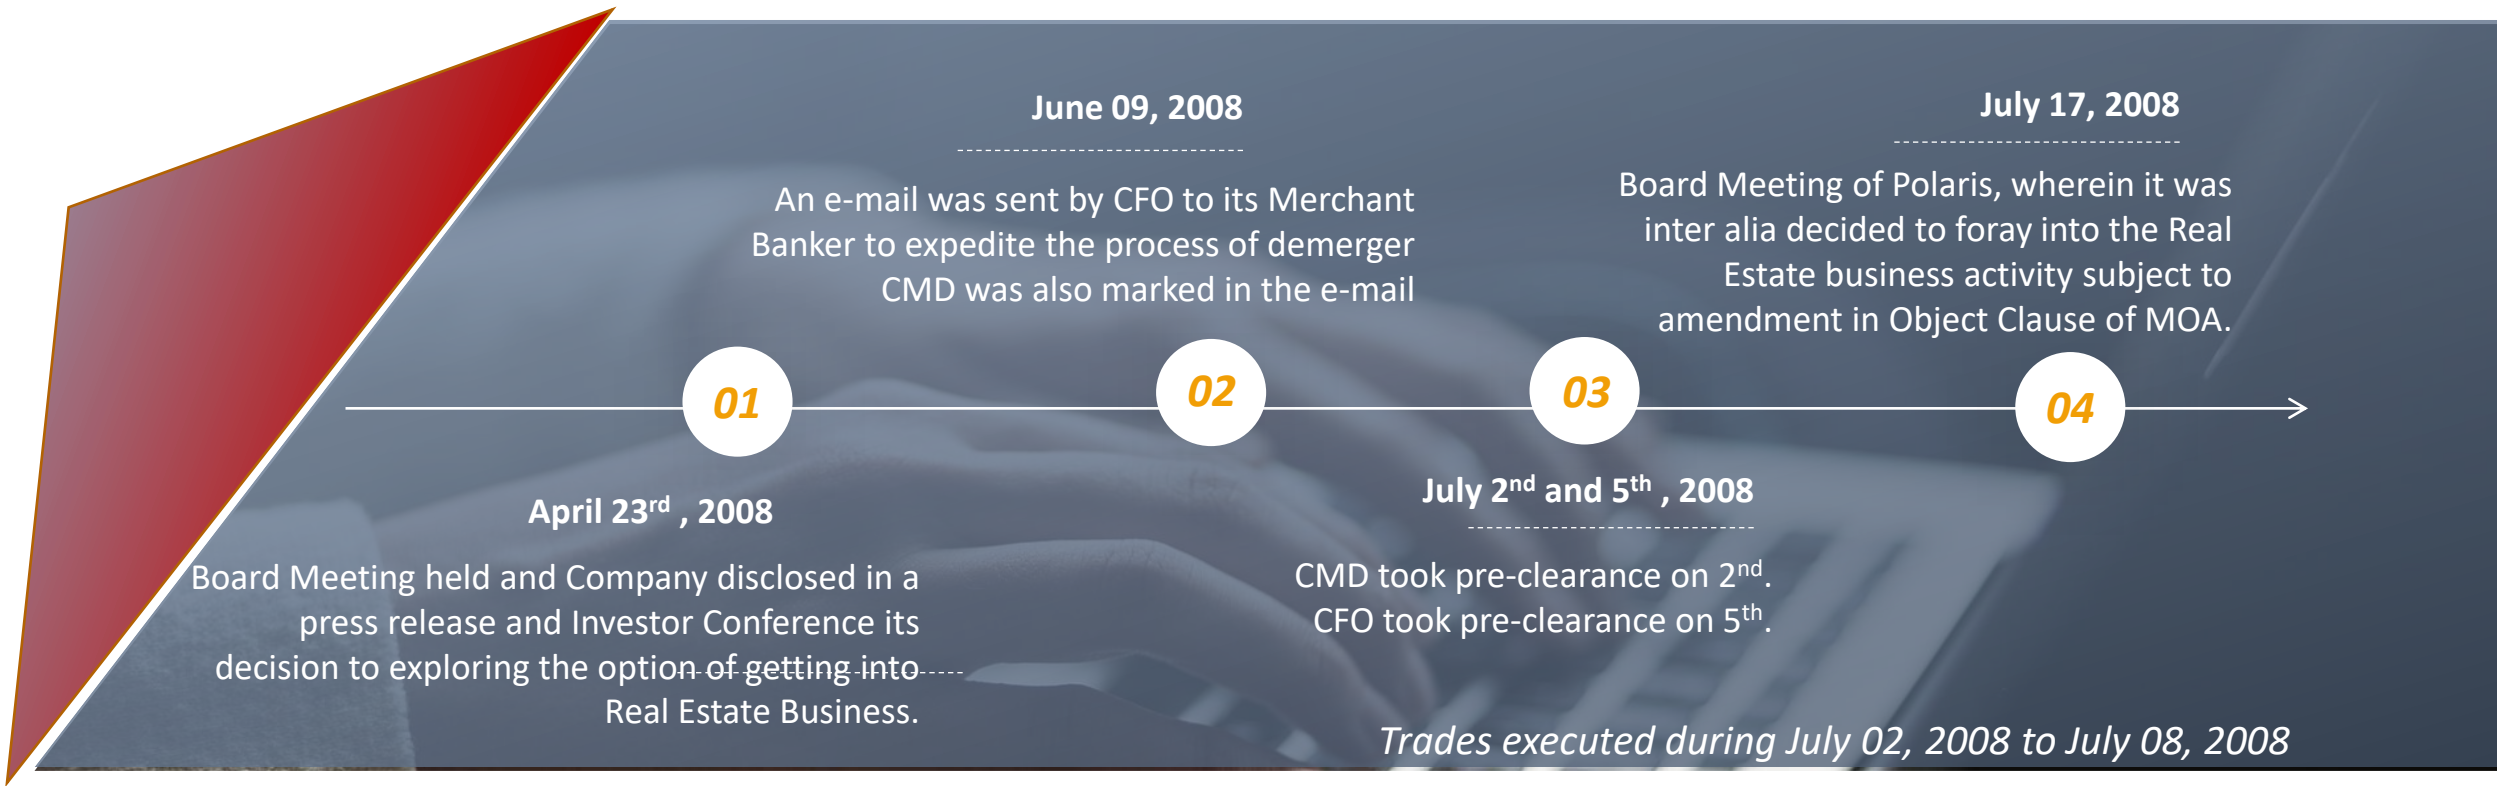 June 09, 2008
An e-mail was sent by CFO to its Merchant
Banker to expedite the process of demerger
CMD was also marked in the e-mail
July 17, 2008
Board Meeting of Polaris, wherein it was
inter alia decided to foray into the Real
Estate business activity subject to
amendment in Object Clause of MOA.
01
02
03
04
April 23rd , 2008
Board Meeting held and Company disclosed in a
press release and Investor Conference its
decision to exploring the option of getting into
Real Estate Business.
July 2nd and 5th , 2008
CMD took pre-clearance on 2nd.
CFO took pre-clearance on 5th.
Trades executed during July 02, 2008 to July 08, 2008